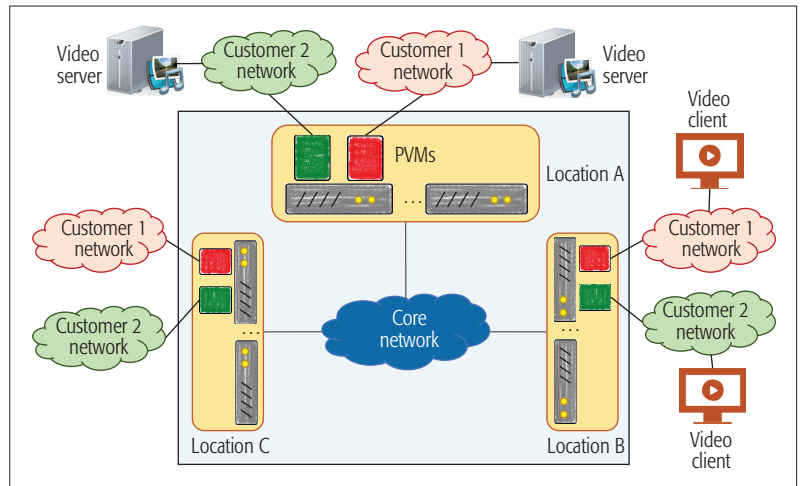 Video
server
Customer 2
network
Customer 1
network
Video
server
Video
client
PVMs
Location A
...
Customer 1
network
Customer 1
network
Customer 2
network
Core
network
Customer 2
network
...
...
Location C
Location B
Video
client